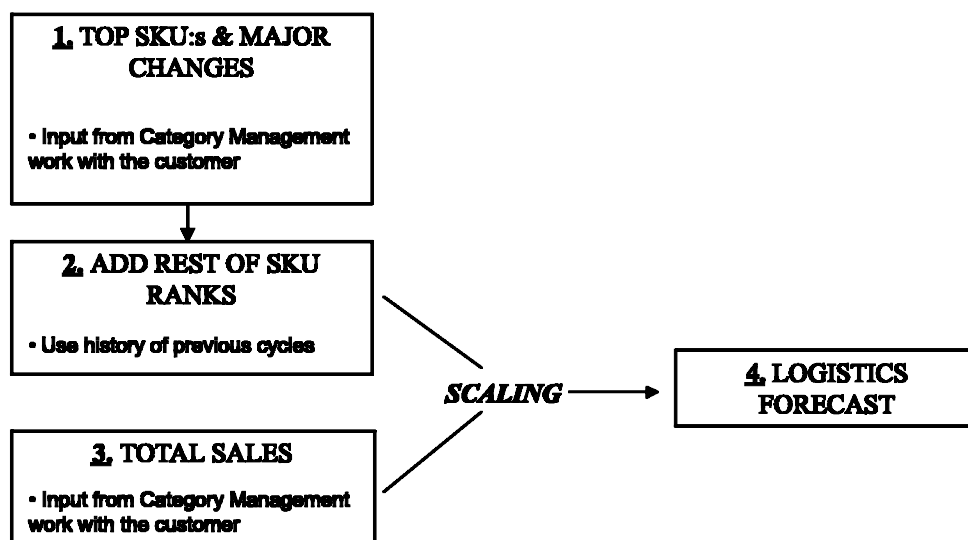 1. TOP SKU:s & MAJOR
CHANGES
• Input from Category Management
work with the customer
2. ADD REST OF SKU
RANKS
• Use history of previous cycles
SCALING
4. LOGISTICS
FORECAST
3. TOTAL SALES
• Input from Category Management
work with the customer